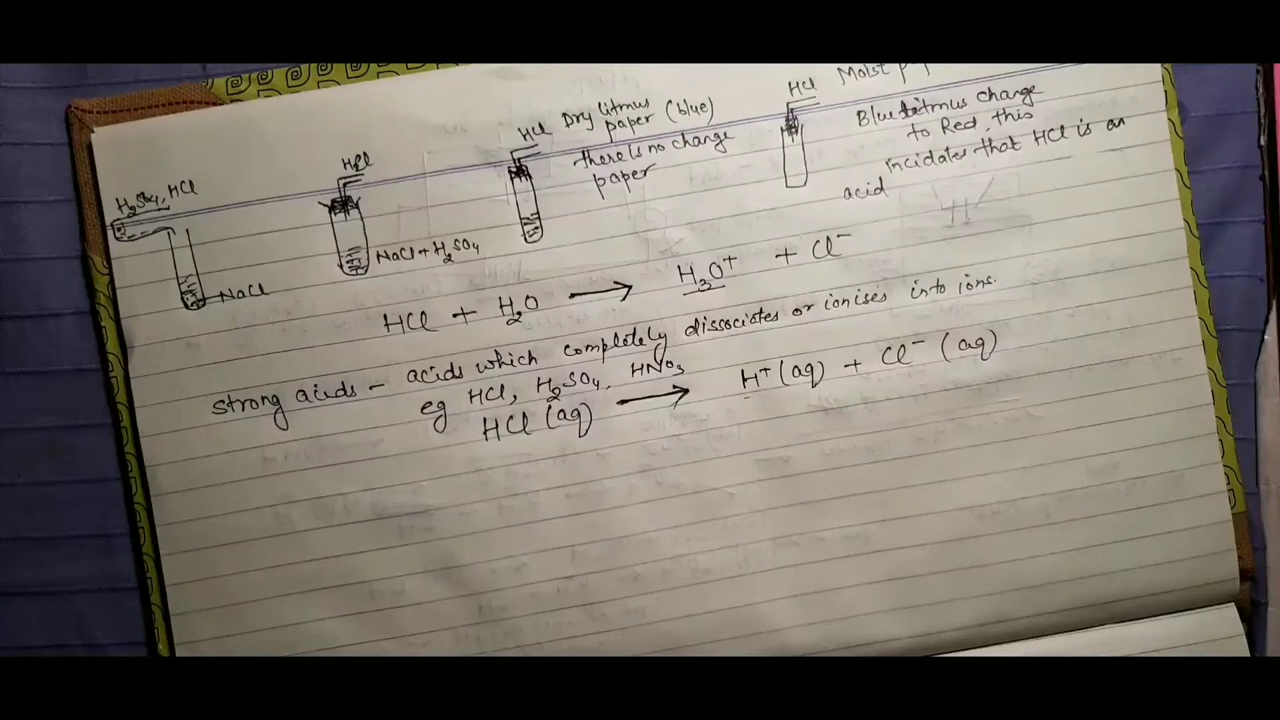 H₂SO₄, HCl
NaCl
HCl
NaCl + H₂SO₄
HCl
Dry litmus
paper (blue)
there is no change
paper
HCl
Moist
Blue litmus change
to Red, this
incidates that HCl is an
acid
HCl + H₂O → H₃O⁺ + Cl⁻
strong acids - acids which completely disscociates or ionises into ions.
eg HCl, H₂SO₄, HNO₃
HCl (aq) → H⁺ (aq) + Cl⁻ (aq)